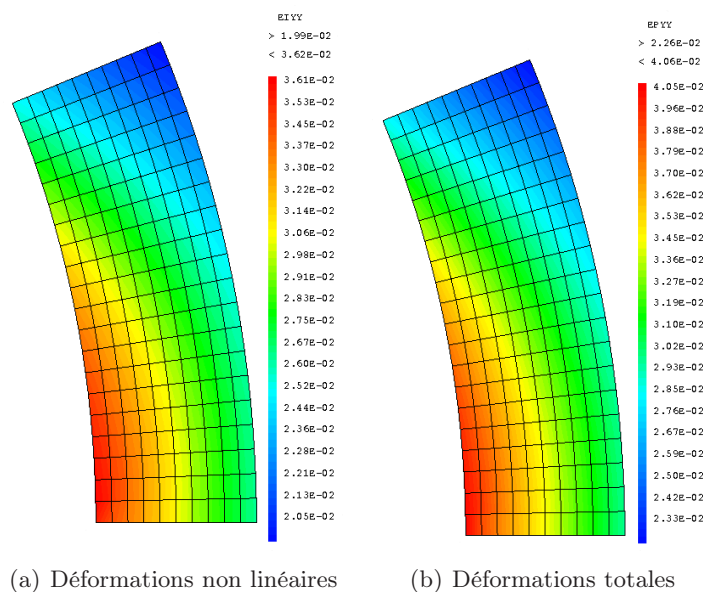 EIYY
> 1.99E-02
< 3.62E-02
3.61E-02
3.53E-02
3.45E-02
3.37E-02
3.30E-02
3.22E-02
3.14E-02
3.06E-02
2.98E-02
2.91E-02
2.83E-02
2.75E-02
2.67E-02
2.60E-02
2.52E-02
2.44E-02
2.36E-02
2.28E-02
2.21E-02
2.13E-02
2.05E-02
EPYY
> 2.26E-02
< 4.06E-02
4.05E-02
3.96E-02
3.88E-02
3.79E-02
3.70E-02
3.62E-02
3.53E-02
3.45E-02
3.36E-02
3.27E-02
3.19E-02
3.10E-02
3.02E-02
2.93E-02
2.85E-02
2.76E-02
2.67E-02
2.59E-02
2.50E-02
2.42E-02
2.33E-02
(a) Déformations non linéaires
(b) Déformations totales